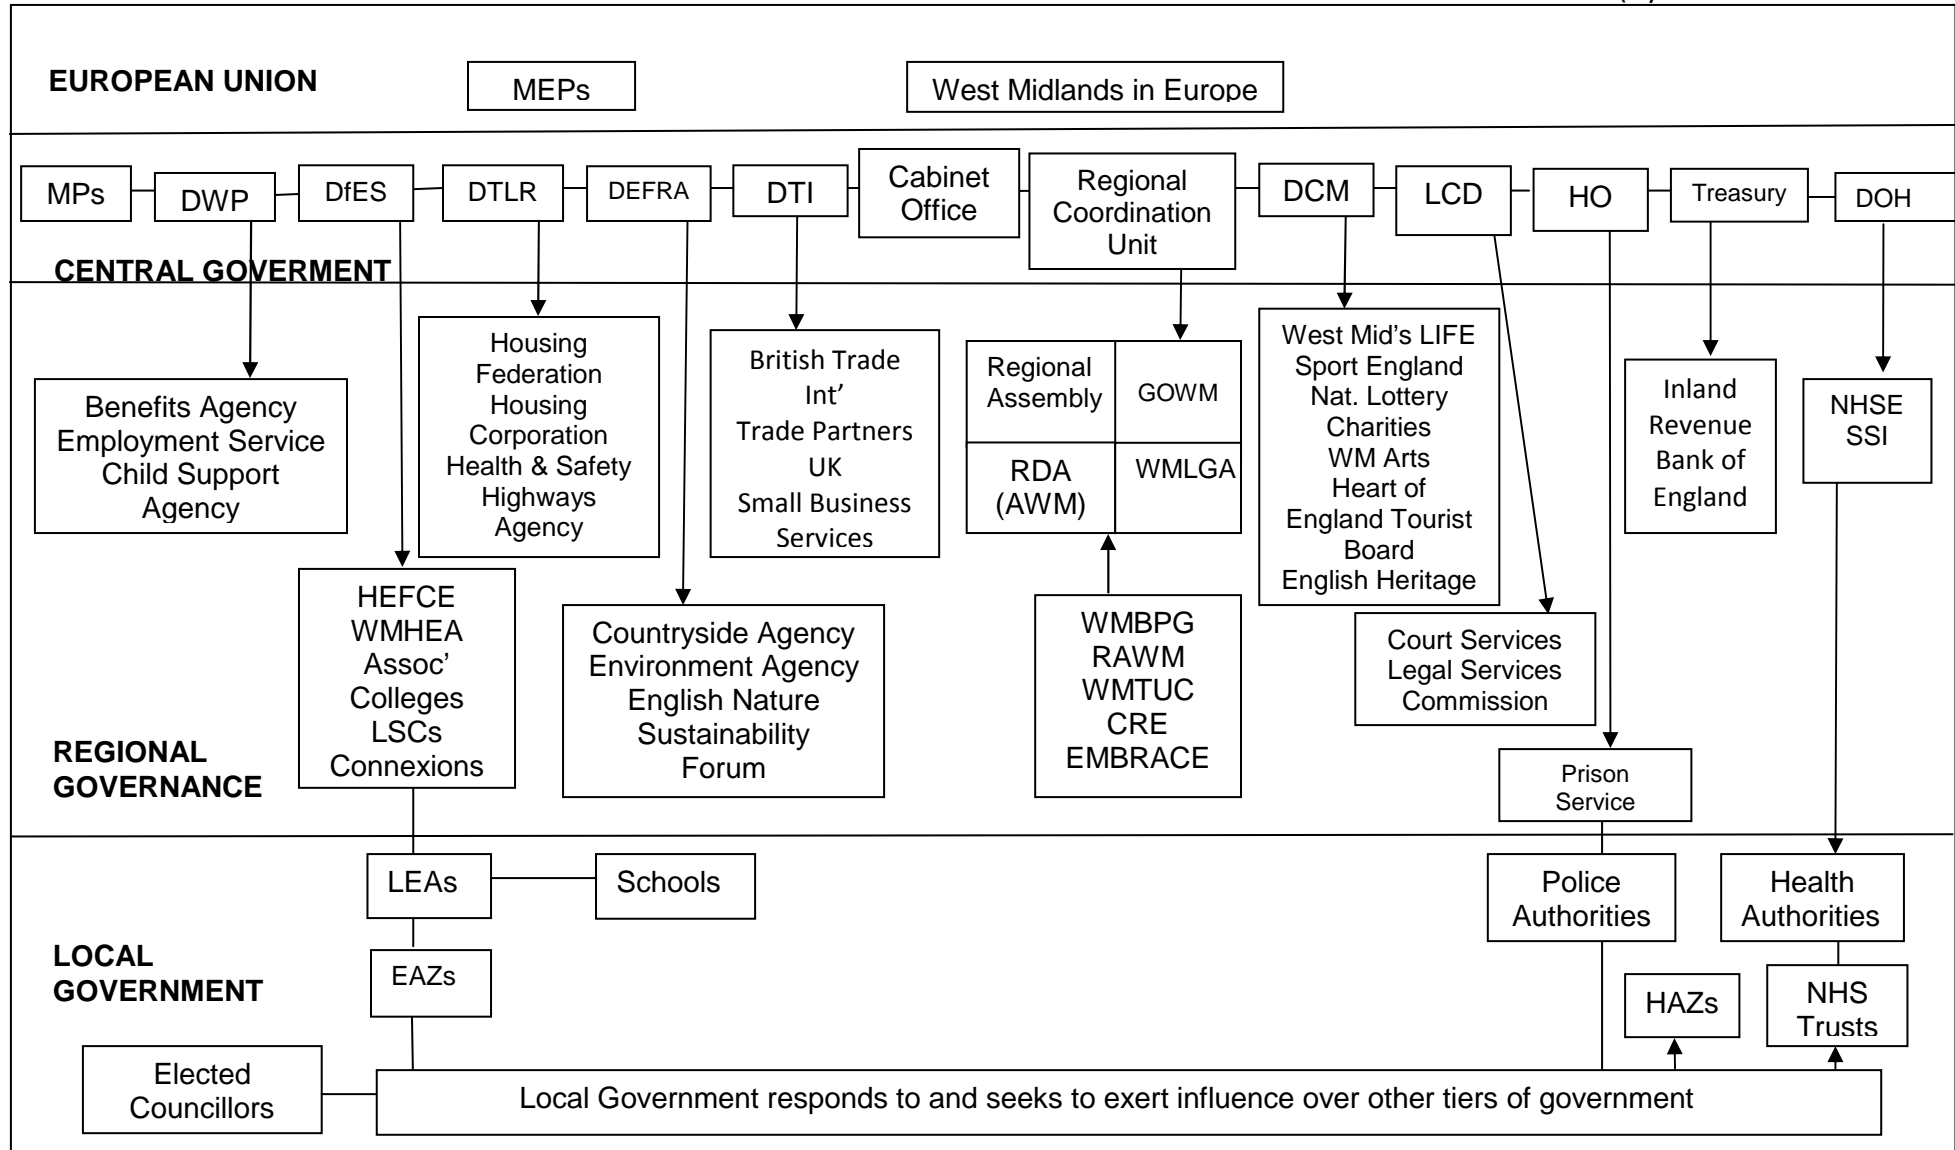 EUROPEAN UNION
MEPs
West Midlands in Europe
MPs
DWP
DfES
DTLR
DEFRA
DTI
Cabinet
Office
Regional
Coordination
Unit
DCM
LCD
HO
Treasury
DOH
CENTRAL GOVERMENT
Benefits Agency
Employment Service
Child Support
Agency
Housing
Federation
Housing
Corporation
Health & Safety
Highways
Agency
British Trade
Int’
Trade Partners
UK
Small Business
Services
Regional
Assembly
GOWM
RDA
(AWM)
WMLGA
West Mid’s LIFE
Sport England
Nat. Lottery
Charities
WM Arts
Heart of
England Tourist
Board
English Heritage
Inland
Revenue
Bank of
England
NHSE
SSI
HEFCE
WMHEA
Assoc’
Colleges
LSCs
Connexions
Countryside Agency
Environment Agency
English Nature
Sustainability
Forum
WMBPG
RAWM
WMTUC
CRE
EMBRACE
Court Services
Legal Services
Commission
REGIONAL
GOVERNANCE
Prison
Service
LEAs
Schools
Police
Authorities
Health
Authorities
LOCAL
GOVERNMENT
EAZs
HAZs
NHS
Trusts
Elected
Councillors
Local Government responds to and seeks to exert influence over other tiers of government